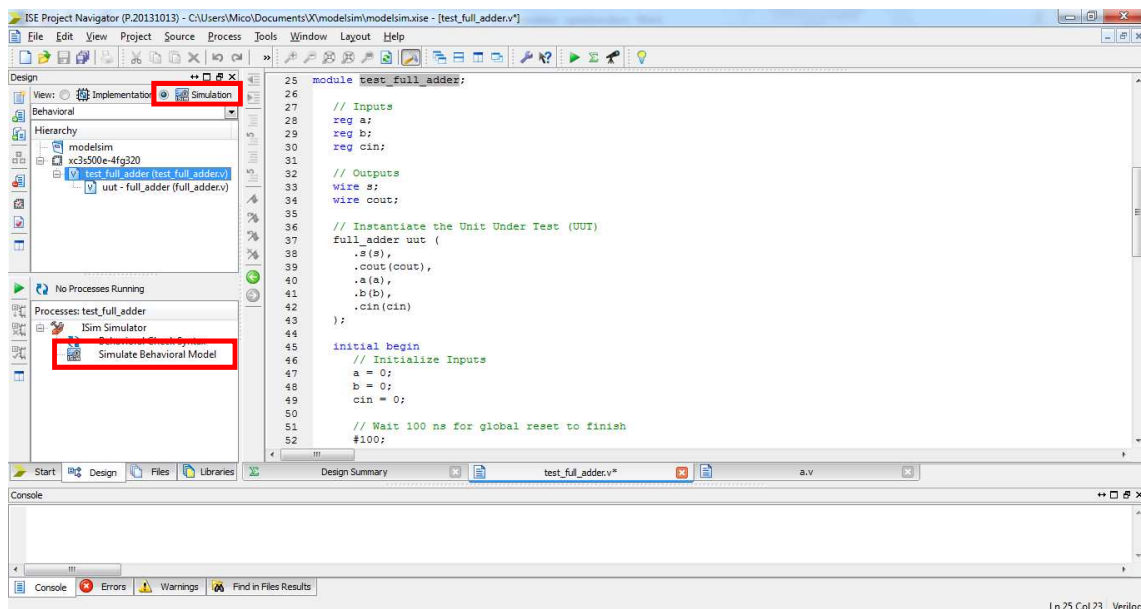 ISE Project Navigator (P.20131013) - C:\Users\Mico\Documents\X\modelsim\modelsim.xise - [test_full_adder.v*]
File Edit View Project Source Process Tools Window Layout Help
Design
View: Implementation Simulation
Behavioral
Hierarchy
modelsim
xc3s500e-4fg320
test_full_adder (test_full_adder.v)
uut - full_adder (full_adder.v)
No Processes Running
Processes: test_full_adder
ISim Simulator
Behavioral Check Syntax
Simulate Behavioral Model
Start Design Files Libraries
25 module test_full_adder;
26
27 // Inputs
28 reg a;
29 reg b;
30 reg cin;
31
32 // Outputs
33 wire s;
34 wire cout;
35
36 // Instantiate the Unit Under Test (UUT)
37 full_adder uut (
38 .s(s),
39 .cout(cout),
40 .a(a),
41 .b(b),
42 .cin(cin)
43 );
44
45 initial begin
46 // Initialize Inputs
47 a = 0;
48 b = 0;
49 cin = 0;
50
51 // Wait 100 ns for global reset to finish
52 #100;
Design Summary test_full_adder.v* a.v
Console
Console Errors Warnings Find in Files Results
Ln 25 Col 23 Verilog